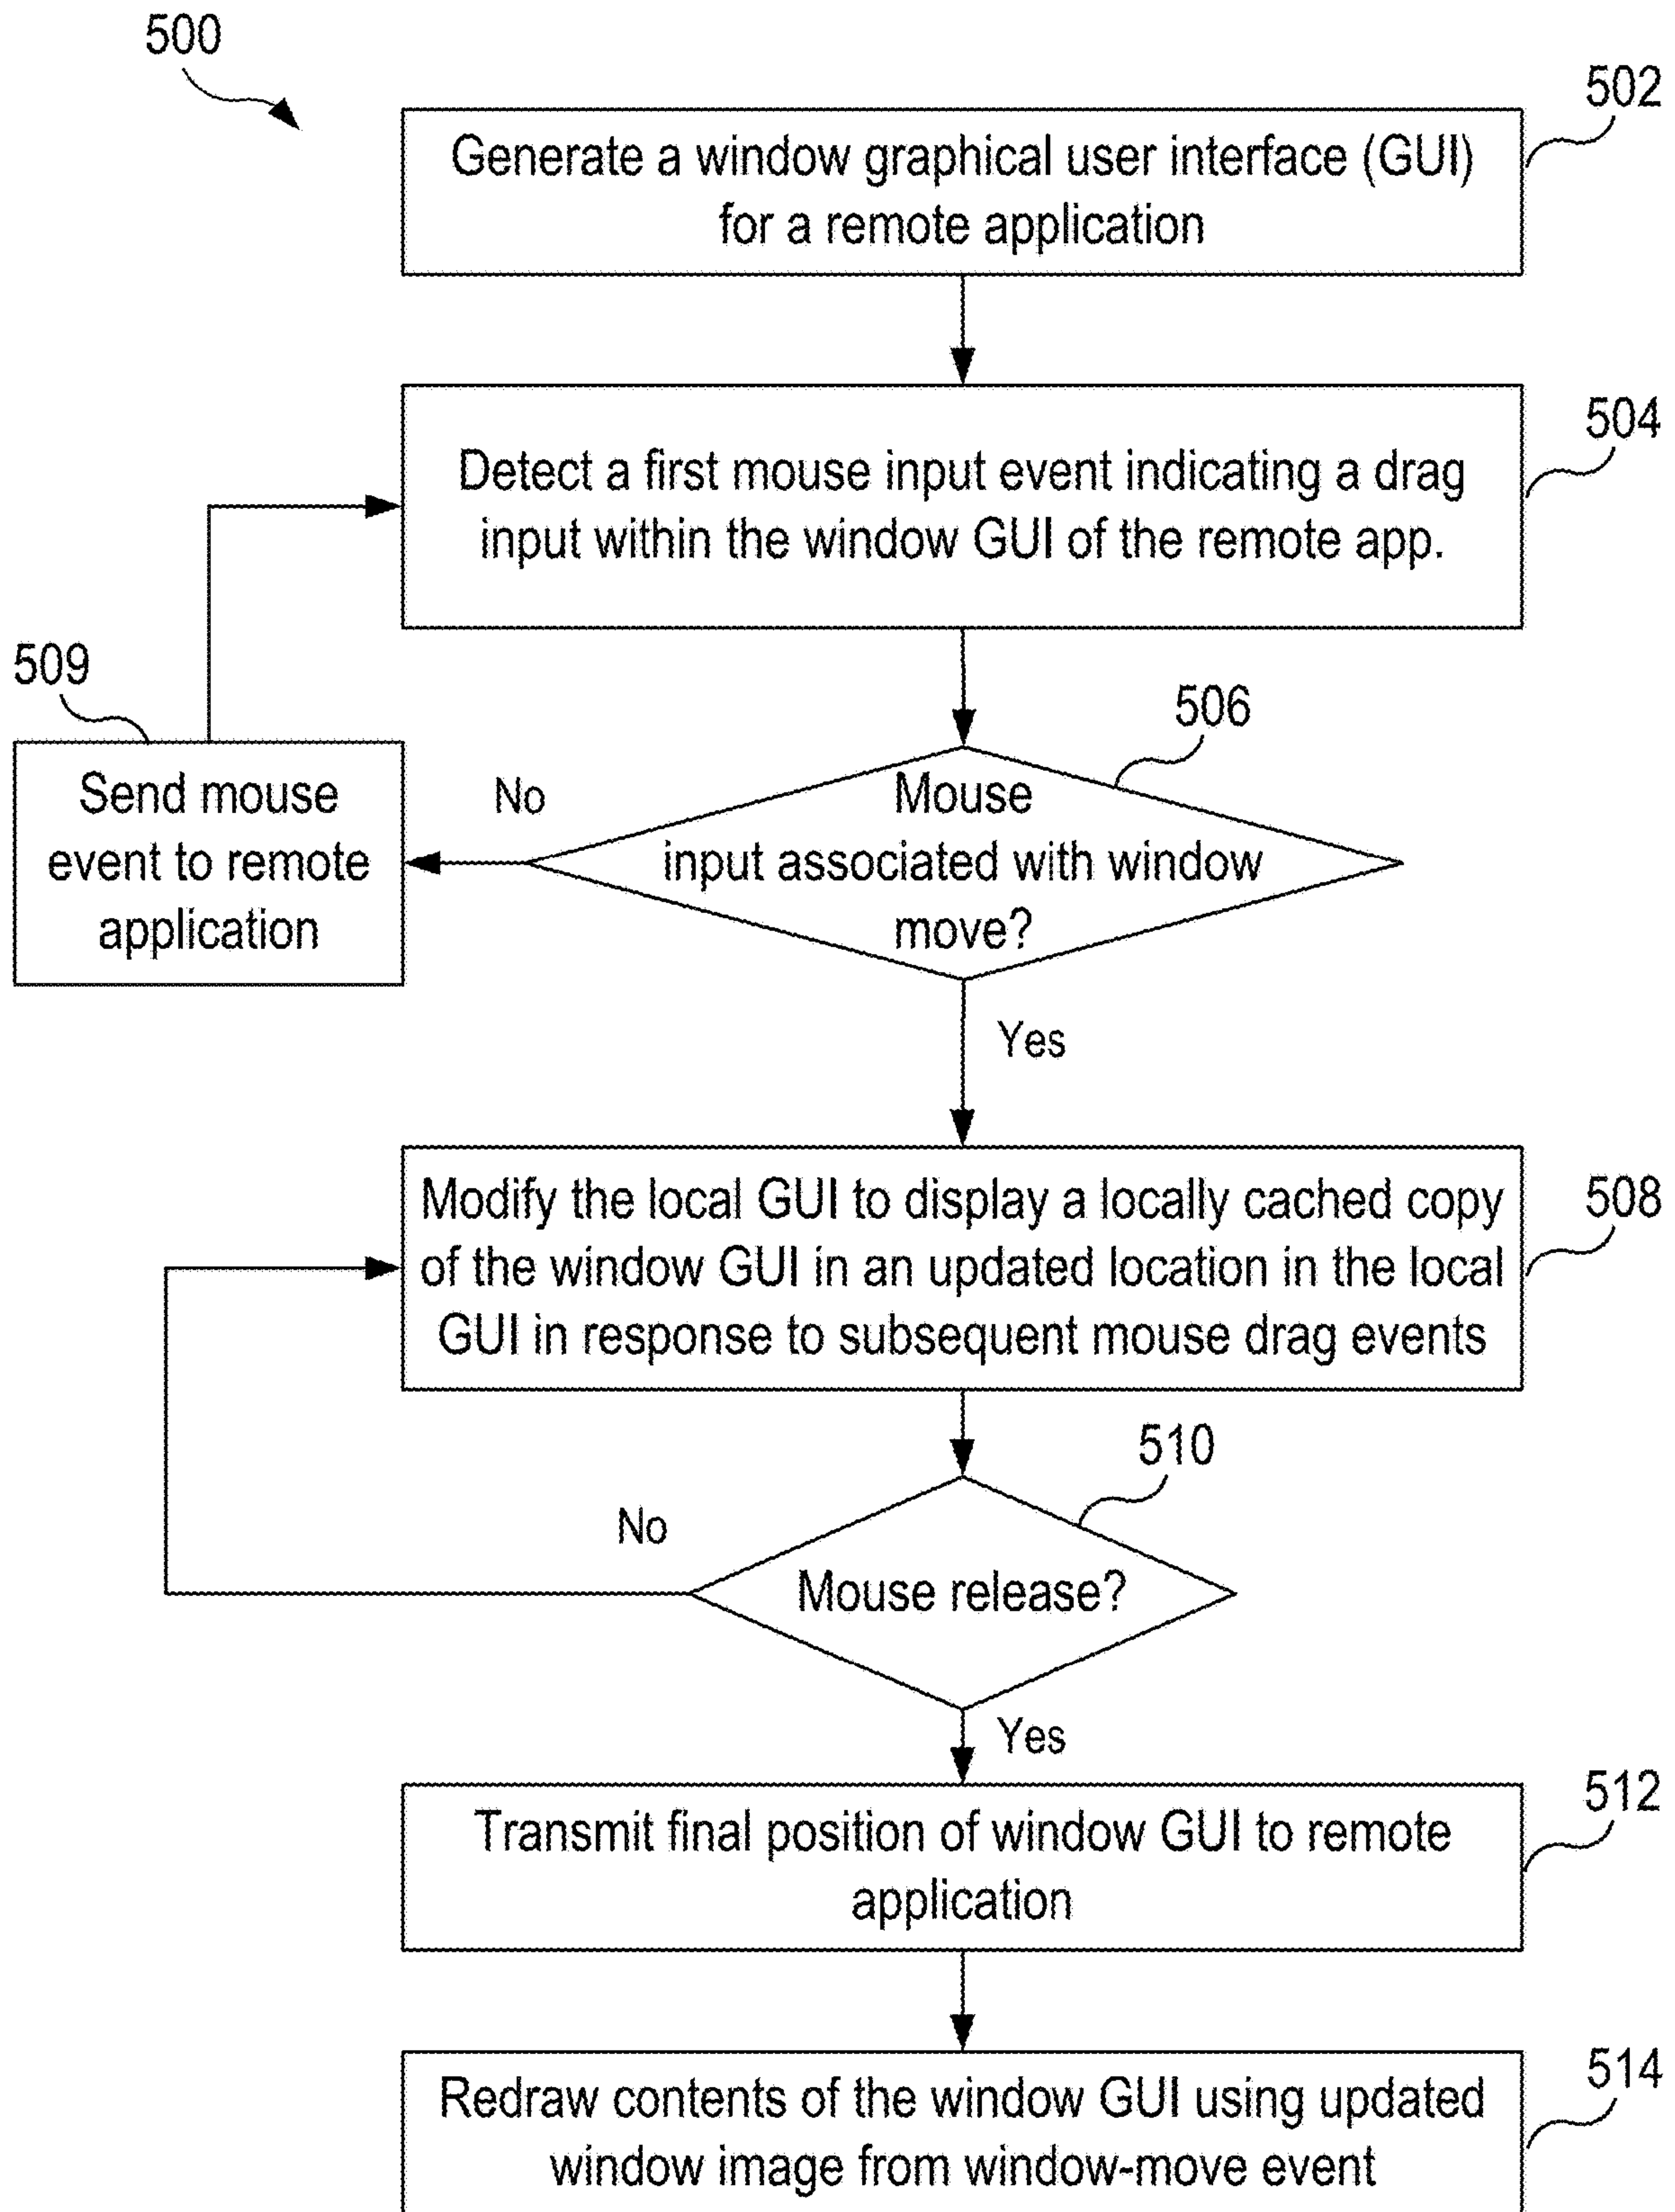 500
502
Generate a window graphical user interface (GUI)
for a remote application
504
Detect a first mouse input event indicating a drag
input within the window GUI of the remote app.
509
Send mouse
event to remote
application
No
506
Mouse
input associated with window
move?
Yes
508
Modify the local GUI to display a locally cached copy
of the window GUI in an updated location in the local
GUI in response to subsequent mouse drag events
510
No
Mouse release?
Yes
512
Transmit final position of window GUI to remote
application
514
Redraw contents of the window GUI using updated
window image from window-move event